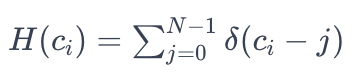 H(c_i) = \sum_{j=0}^{N-1} \delta(c_i - j)